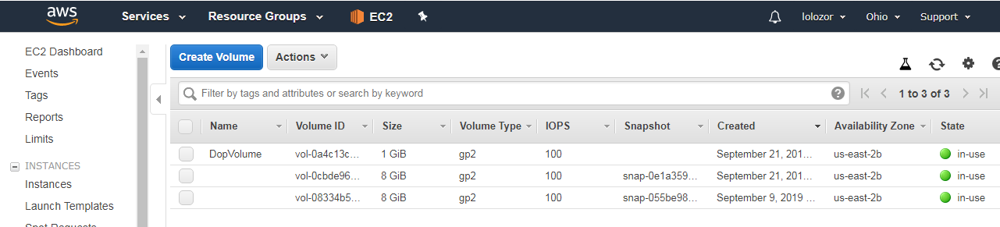 aws Services Resource Groups EC2 lolozor Ohio Support
EC2 Dashboard
Events
Tags
Reports
Limits
INSTANCES
Instances
Launch Templates
Spot Requests
Create Volume Actions
Filter by tags and attributes or search by keyword
1 to 3 of 3
Name Volume ID Size Volume Type IOPS Snapshot Created Availability Zone State
DopVolume vol-0a4c13c... 1 GiB gp2 100 September 21, 201... us-east-2b in-use
vol-0cbde96... 8 GiB gp2 100 snap-0e1a359... September 21, 201... us-east-2b in-use
vol-08334b5... 8 GiB gp2 100 snap-055be98... September 9, 2019 ... us-east-2b in-use